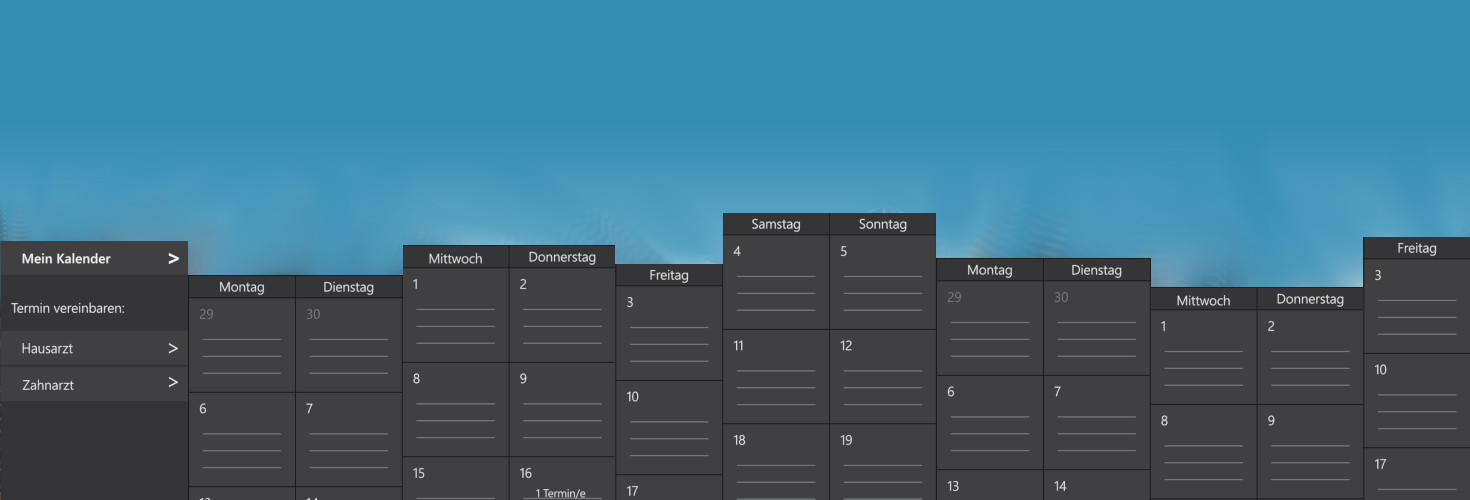 Mein Kalender >
Termin vereinbaren:
Hausarzt >
Zahnarzt >
Montag Dienstag
29 30
6 7
Mittwoch Donnerstag
1 2
8 9
15 16
1 Termin/e
Freitag
3
10
17
Samstag Sonntag
4 5
11 12
18 19
Montag Dienstag
29 30
6 7
13 14
Mittwoch Donnerstag
1 2
8 9
Freitag
3
10
17